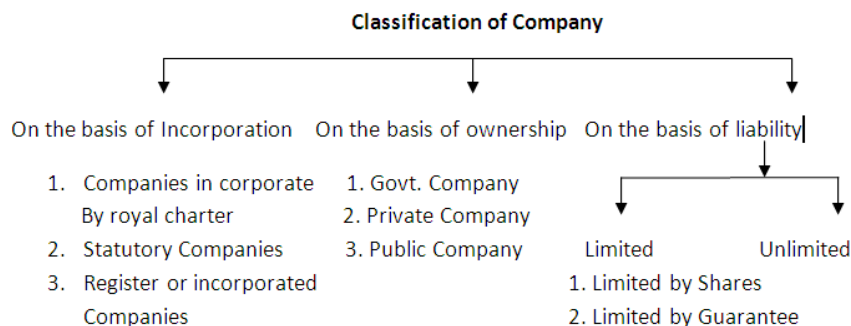 Classification of Company
On the basis of Incorporation
1. Companies in corporate
By royal charter
2. Statutory Companies
3. Register or incorporated
Companies
On the basis of ownership
1. Govt. Company
2. Private Company
3. Public Company
On the basis of liability
Limited
1. Limited by Shares
2. Limited by Guarantee
Unlimited